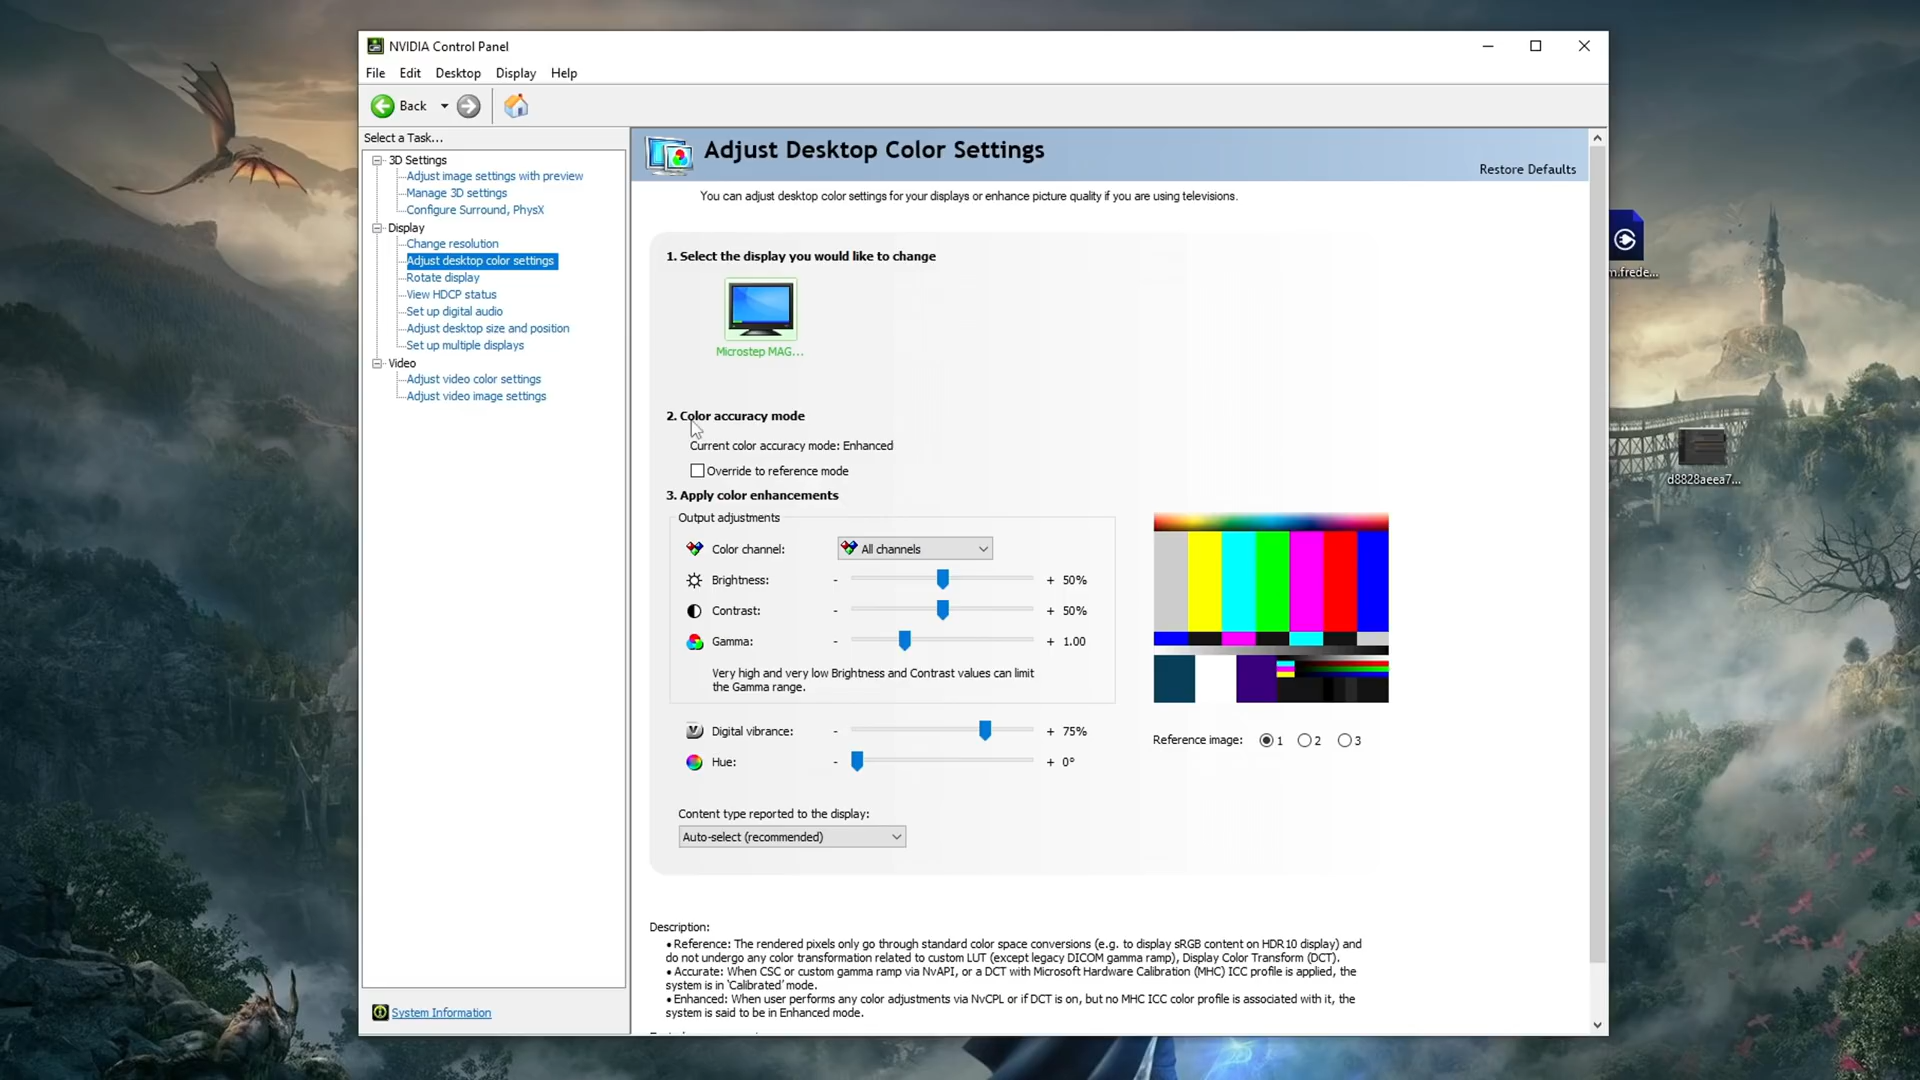 NVIDIA Control Panel
File Edit Desktop Display Help
Back
Select a Task...
3D Settings
Adjust image settings with preview
Manage 3D settings
Configure Surround, PhysX
Display
Change resolution
Adjust desktop color settings
Rotate display
View HDCP status
Set up digital audio
Adjust desktop size and position
Set up multiple displays
Video
Adjust video color settings
Adjust video image settings
System Information
Adjust Desktop Color Settings
Restore Defaults
You can adjust desktop color settings for your displays or enhance picture quality if you are using televisions.
1. Select the display you would like to change
Microstep MAG...
2. Color accuracy mode
Current color accuracy mode: Enhanced
Override to reference mode
3. Apply color enhancements
Output adjustments
Color channel: All channels
Brightness: - + 50%
Contrast: - + 50%
Gamma: - + 1.00
Very high and very low Brightness and Contrast values can limit
the Gamma range.
Digital vibrance: - + 75%
Hue: - + 0°
Reference image: 1 2 3
Content type reported to the display:
Auto-select (recommended)
Description:
• Reference: The rendered pixels only go through standard color space conversions (e.g. to display sRGB content on HDR10 display) and
do not undergo any color transformation related to custom LUT (except legacy DICOM gamma ramp), Display Color Transform (DCT).
• Accurate: When CSC or custom gamma ramp via NvAPI, or a DCT with Microsoft Hardware Calibration (MHC) ICC profile is applied, the
system is in 'Calibrated' mode.
• Enhanced: When user performs any color adjustments via NvCPL or if DCT is on, but no MHC ICC color profile is associated with it, the
system is said to be in Enhanced mode.
m.frede...
d8828aeea7...